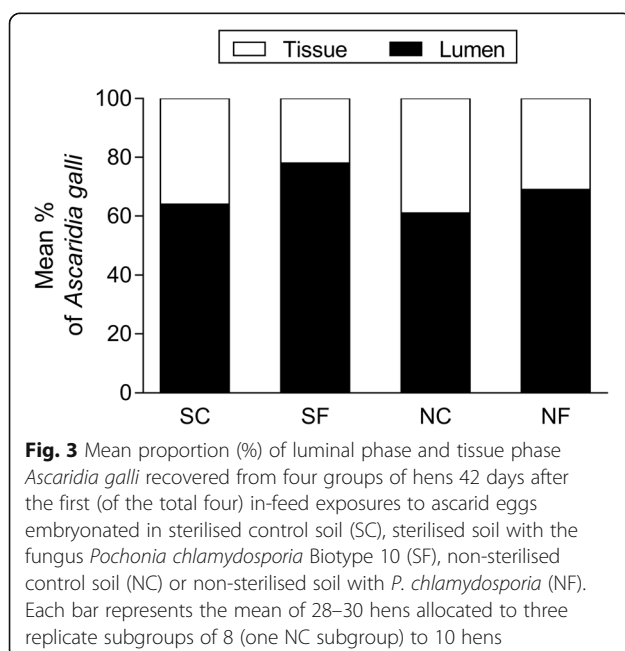 Tissue Lumen
100
80
60
40
20
0
Mean %
of Ascaridia galli
SC SF NC NF
Fig. 3 Mean proportion (%) of luminal phase and tissue phase
Ascaridia galli recovered from four groups of hens 42 days after
the first (of the total four) in-feed exposures to ascarid eggs
embryonated in sterilised control soil (SC), sterilised soil with the
fungus Pochonia chlamydosporia Biotype 10 (SF), non-sterilised
control soil (NC) or non-sterilised soil with P. chlamydosporia (NF).
Each bar represents the mean of 28–30 hens allocated to three
replicate subgroups of 8 (one NC subgroup) to 10 hens